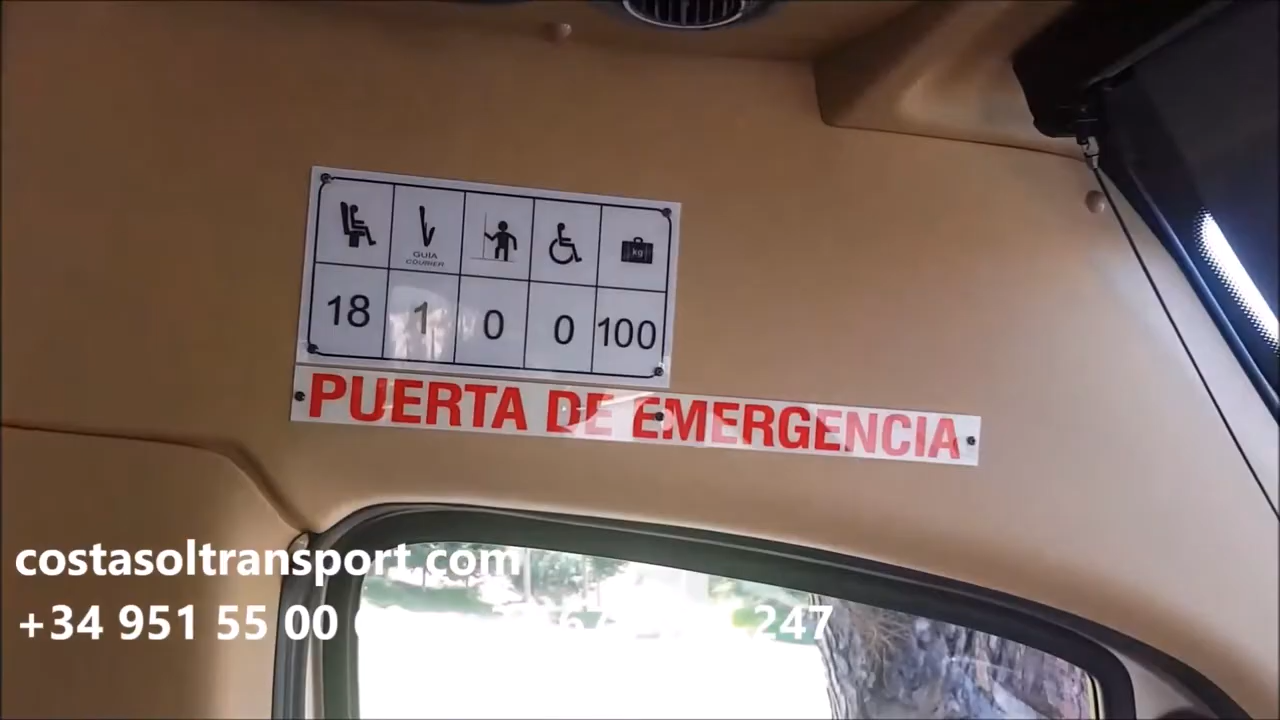 GUIA
COURIER
kg
18 1 0 0 100
PUERTA DE EMERGENCIA
costasoltransport.com
+34 951 55 00 247